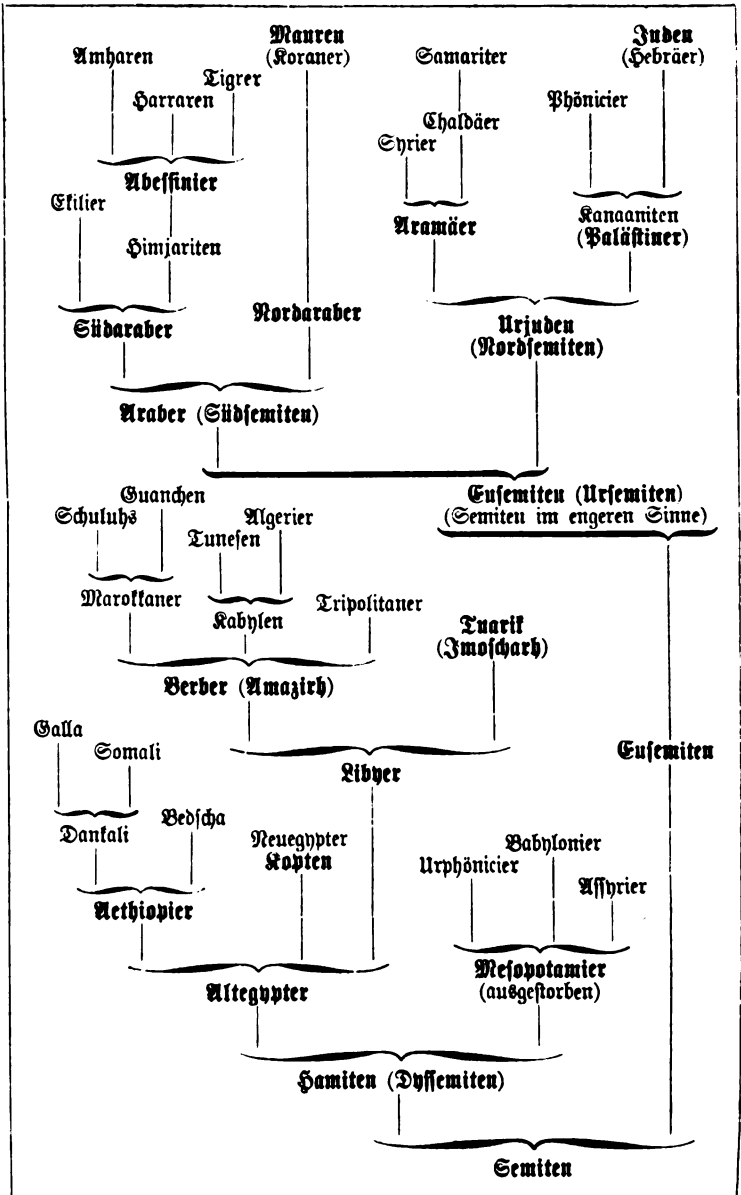 Mauren
(Koraner)
Juden
(Hebräer)
Amharen
Samariter
Tigrer
Harraren
Phönicier
Chaldäer
Syrier
Abeſſinier
Ekilier
Kanaaniten
(Paläſtiner)
Aramäer
Himjariten
Südaraber
Nordaraber
Urjuden
(Nordſemiten)
Araber (Südſemiten)
Euſemiten (Urſemiten)
(Semiten im engeren Sinne)
Guanchen
Schuluhs
Algerier
Tuneſen
Marokkaner
Kabylen
Tripolitaner
Tuarik
(Imoſcharh)
Berber (Amazirh)
Galla
Somali
Euſemiten
Libyer
Dankali
Bedſcha
Neuegypter
Kopten
Babylonier
Urphönicier
Aſſyrier
Aethiopier
Meſopotamier
(ausgeſtorben)
Altegypter
Hamiten (Dyſſemiten)
Semiten